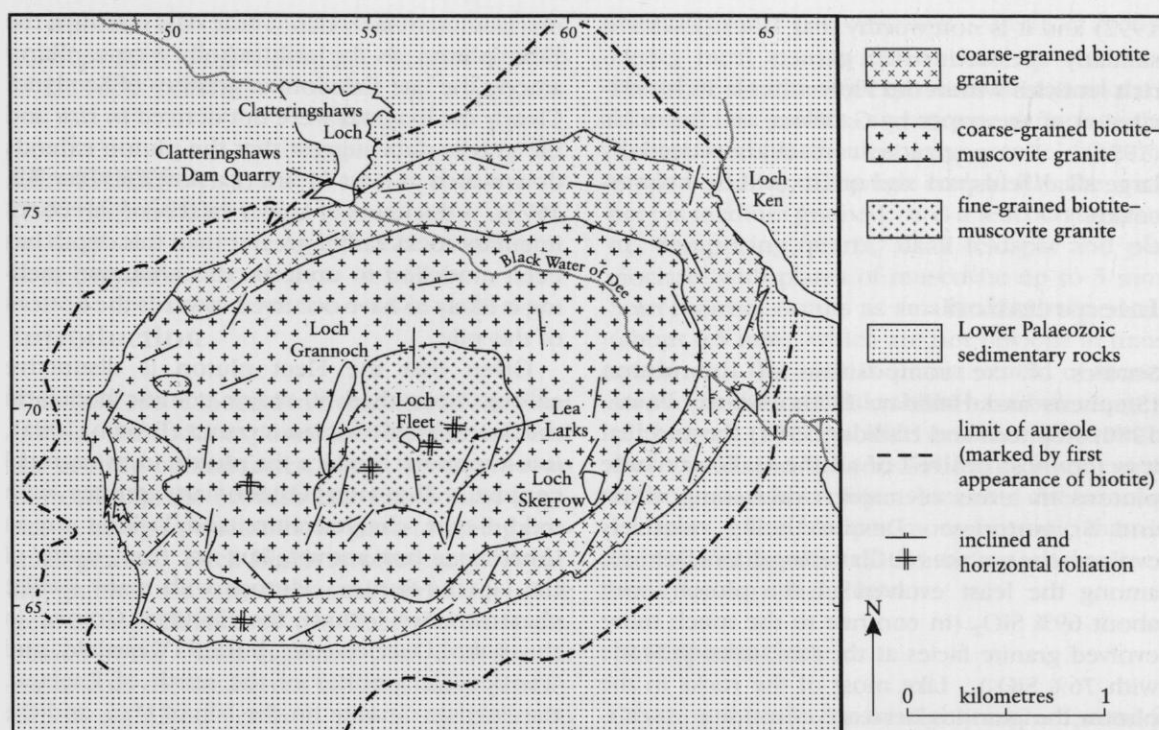 50
55
60
65
Clatteringshaws
Loch
Clatteringshaws
Dam Quarry
75
Loch
Ken
Black Water of
Dee
Loch
Grannoch
70
Loch
Fleet
Lea
Larks
Loch
Skerrow
65
coarse-grained biotite
granite
coarse-grained biotite–
muscovite granite
fine-grained biotite–
muscovite granite
Lower Palaeozoic
sedimentary rocks
limit of aureole
(marked by first
appearance of biotite)
inclined and
horizontal foliation
N
0 kilometres 1